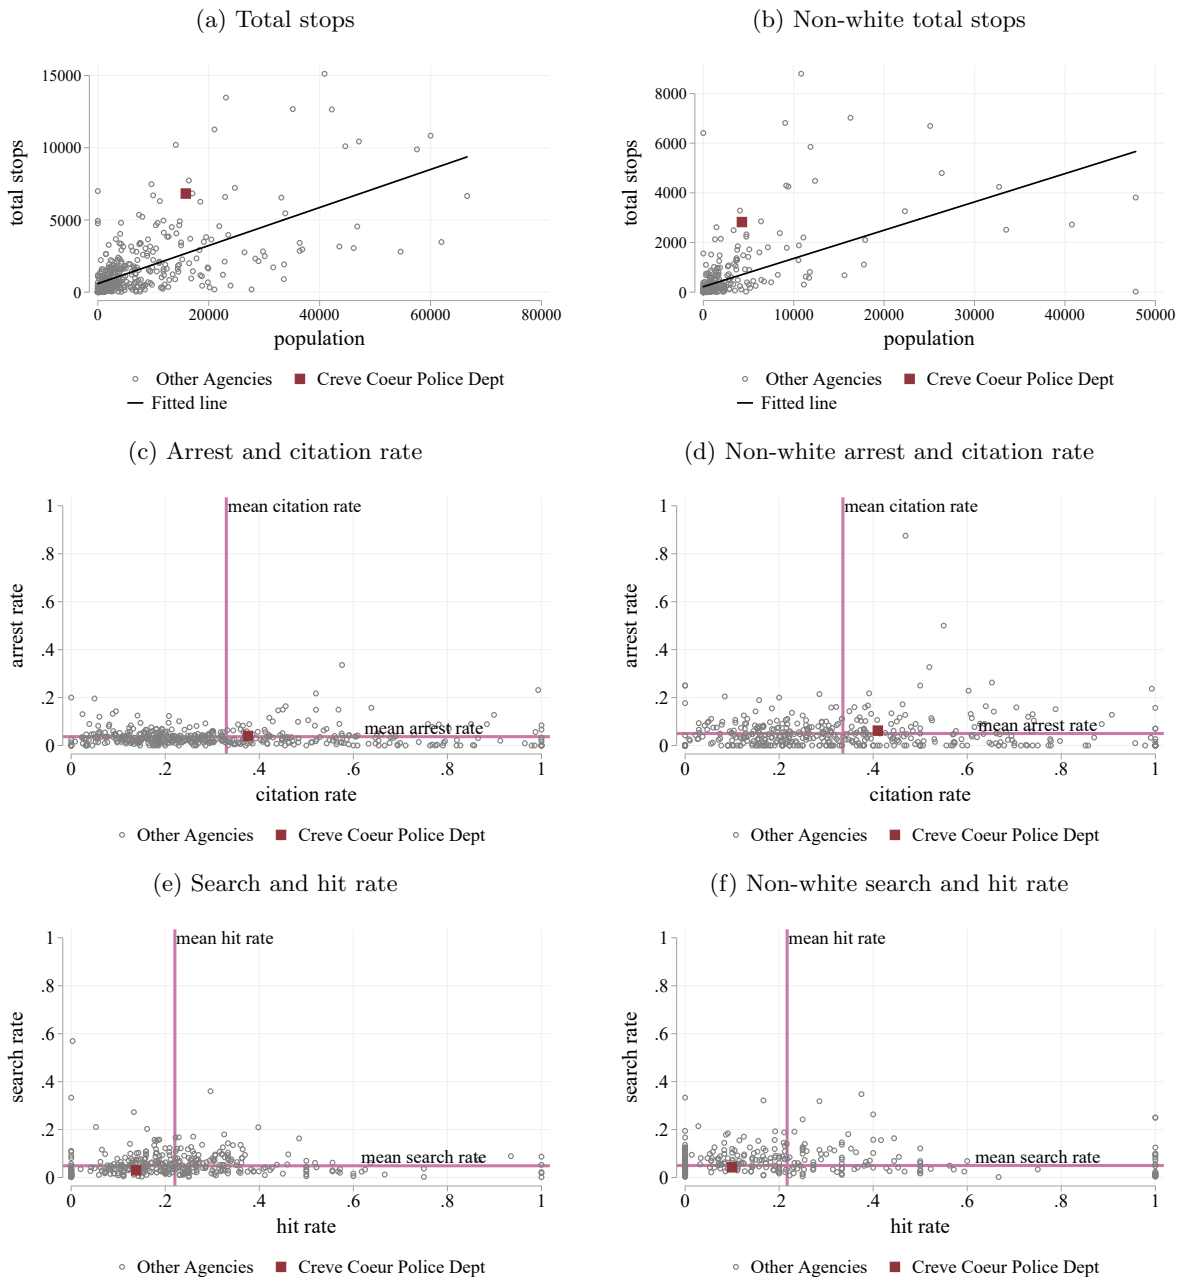 (a) Total stops
(b) Non-white total stops
15000
10000
5000
0
total stops
0 20000 40000 60000 80000
population
Other Agencies Creve Coeur Police Dept
Fitted line
8000
6000
4000
2000
0
total stops
0 10000 20000 30000 40000 50000
population
Other Agencies Creve Coeur Police Dept
Fitted line
(c) Arrest and citation rate
(d) Non-white arrest and citation rate
1
.8
.6
.4
.2
0
arrest rate
mean citation rate
mean arrest rate
0 .2 .4 .6 .8 1
citation rate
Other Agencies Creve Coeur Police Dept
1
.8
.6
.4
.2
0
arrest rate
mean citation rate
mean arrest rate
0 .2 .4 .6 .8 1
citation rate
Other Agencies Creve Coeur Police Dept
(e) Search and hit rate
(f) Non-white search and hit rate
1
.8
.6
.4
.2
0
search rate
mean hit rate
mean search rate
0 .2 .4 .6 .8 1
hit rate
Other Agencies Creve Coeur Police Dept
1
.8
.6
.4
.2
0
search rate
mean hit rate
mean search rate
0 .2 .4 .6 .8 1
hit rate
Other Agencies Creve Coeur Police Dept